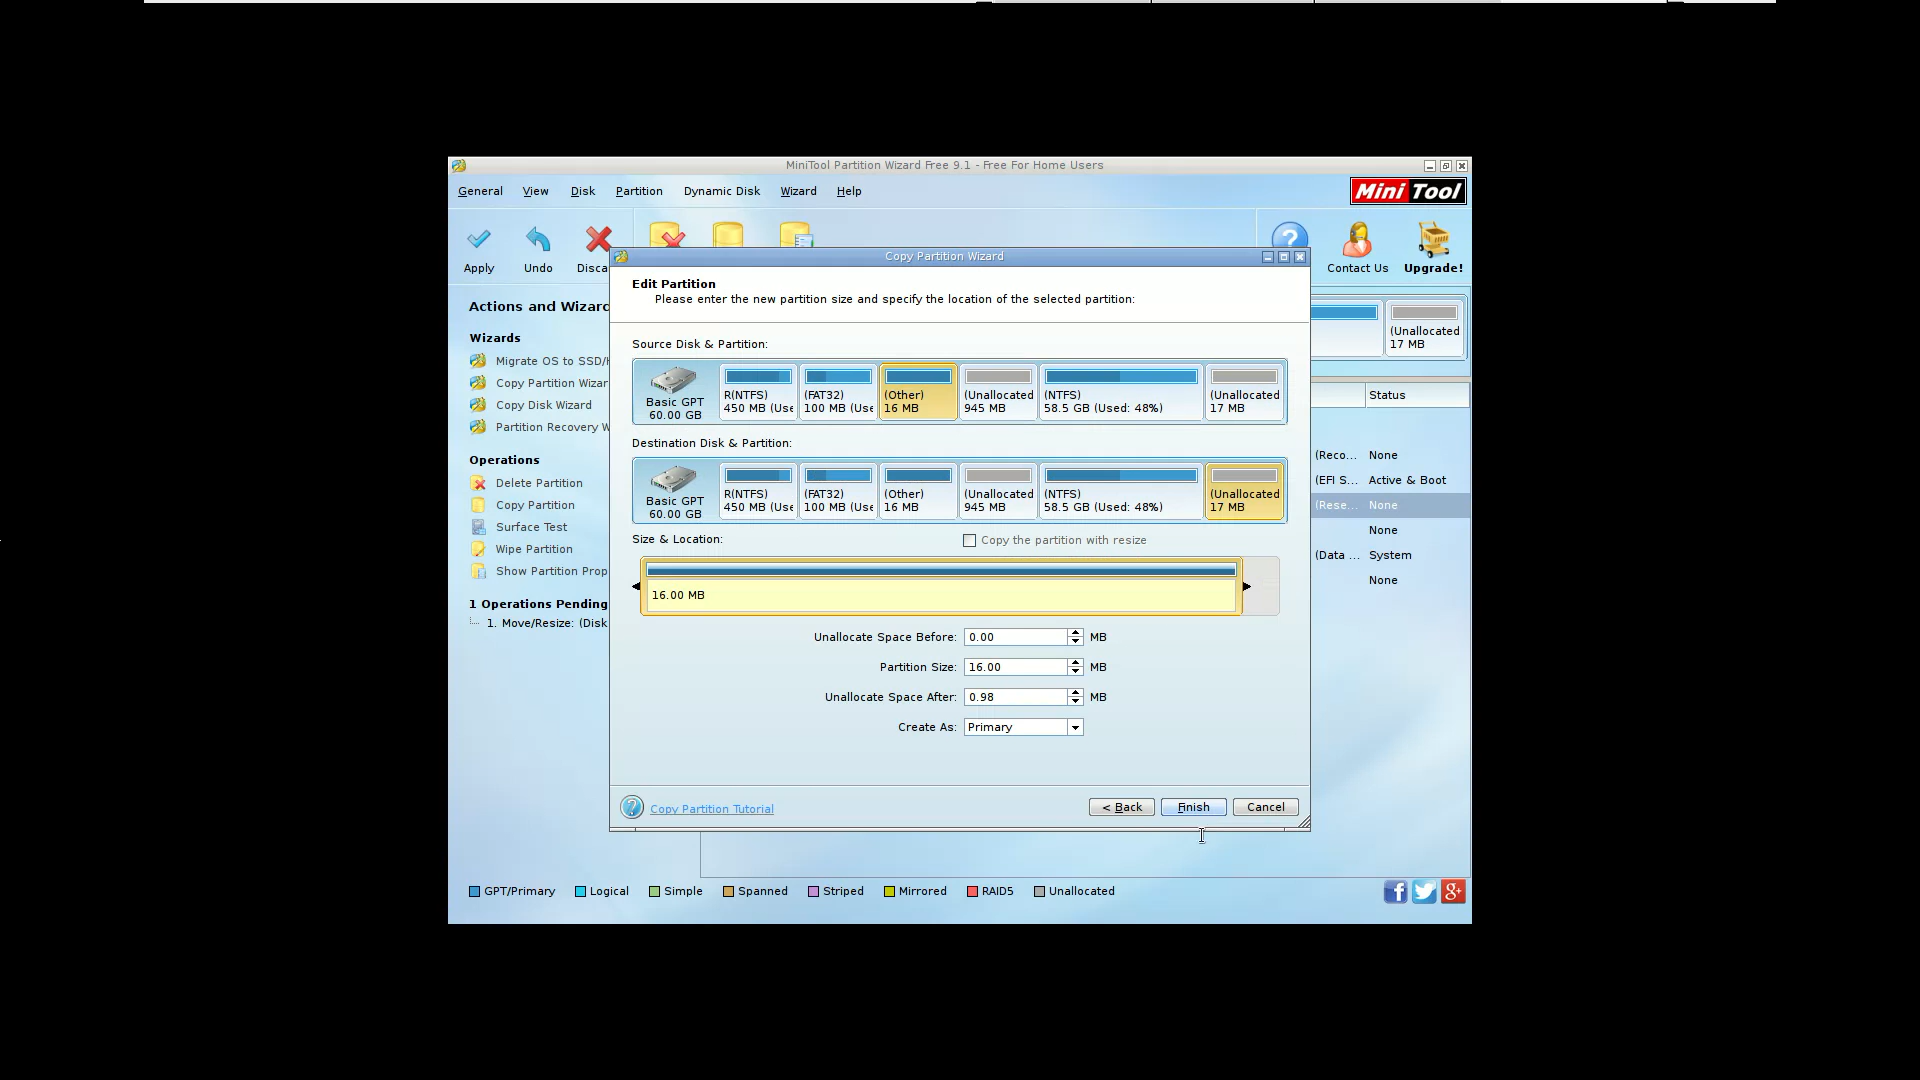 MiniTool Partition Wizard Free 9.1 - Free For Home Users
General View Disk Partition Dynamic Disk Wizard Help
Mini Tool
Apply Undo Disca
Contact Us Upgrade!
Copy Partition Wizard
Edit Partition
Please enter the new partition size and specify the location of the selected partition:
Actions and Wizard
Wizards
Migrate OS to SSD/H
Copy Partition Wizar
Copy Disk Wizard
Partition Recovery W
Operations
Delete Partition
Copy Partition
Surface Test
Wipe Partition
Show Partition Prop
1 Operations Pending
1. Move/Resize: (Disk
Source Disk & Partition:
Basic GPT
60.00 GB
R(NTFS)
450 MB (Use
(FAT32)
100 MB (Use
(Other)
16 MB
(Unallocated
945 MB
(NTFS)
58.5 GB (Used: 48%)
(Unallocated
17 MB
Destination Disk & Partition:
Basic GPT
60.00 GB
R(NTFS)
450 MB (Use
(FAT32)
100 MB (Use
(Other)
16 MB
(Unallocated
945 MB
(NTFS)
58.5 GB (Used: 48%)
(Unallocated
17 MB
Size & Location:
Copy the partition with resize
16.00 MB
Unallocate Space Before: 0.00 MB
Partition Size: 16.00 MB
Unallocate Space After: 0.98 MB
Create As: Primary
Copy Partition Tutorial
< Back Finish Cancel
(Unallocated
17 MB
Status
(Reco... None
(EFI S... Active & Boot
(Rese... None
None
(Data ... System
None
GPT/Primary Logical Simple Spanned Striped Mirrored RAID5 Unallocated